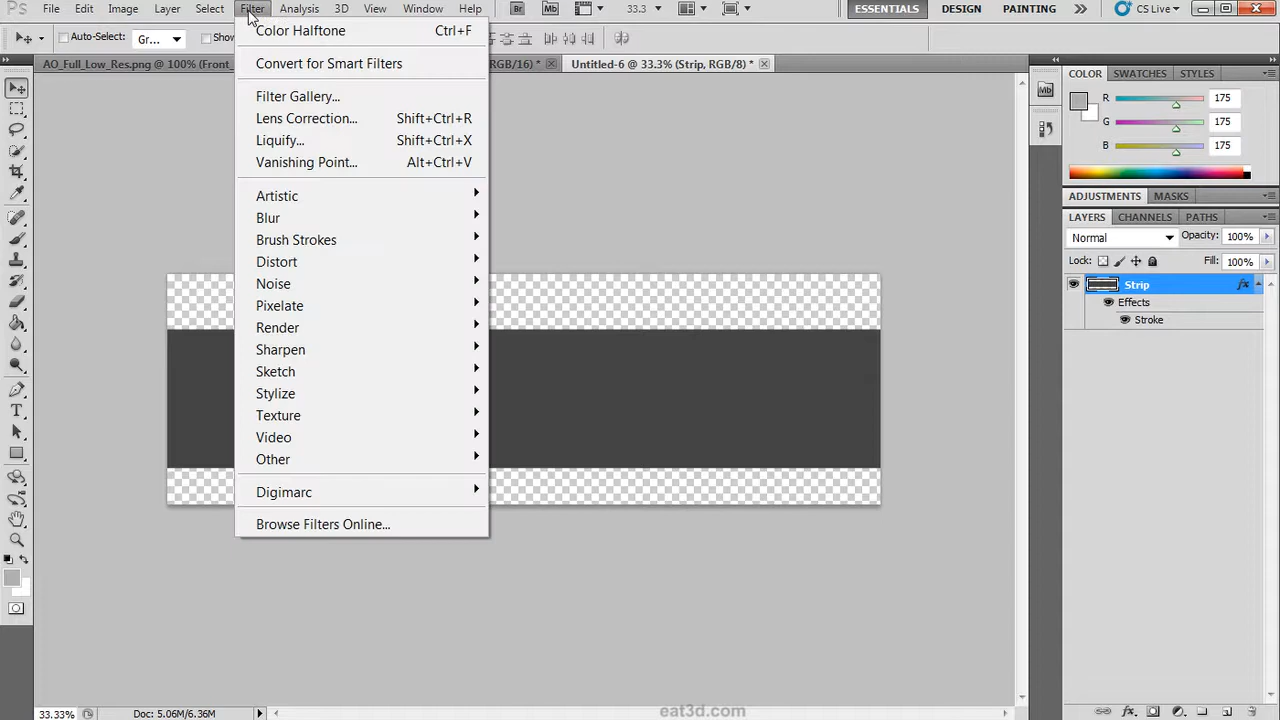 Ps File Edit Image Layer Select Filter Analysis 3D View Window Help Br Mb 33.3 ESSENTIALS DESIGN PAINTING >> CS Live
Auto-Select: Gr... Show
AO_Full_Low_Res.png @ 100% (Front_ RGB/16) * Untitled-6 @ 33.3% (Strip, RGB/8) *
Color Halftone Ctrl+F
Convert for Smart Filters
Filter Gallery...
Lens Correction... Shift+Ctrl+R
Liquify... Shift+Ctrl+X
Vanishing Point... Alt+Ctrl+V
Artistic
Blur
Brush Strokes
Distort
Noise
Pixelate
Render
Sharpen
Sketch
Stylize
Texture
Video
Other
Digimarc
Browse Filters Online...
Mb
COLOR SWATCHES STYLES
R 175
G 175
B 175
ADJUSTMENTS MASKS
LAYERS CHANNELS PATHS
Normal Opacity: 100%
Lock: Fill: 100%
Strip fx
Effects
Stroke
33.33% Doc: 5.06M/6.36M
eat3d.com